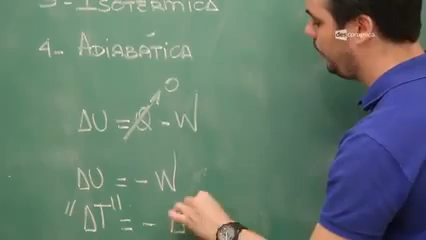 3- ISOTÉRMICA
4- ADIABÁTICA
0
ΔU = Q - W
ΔU = - W
"ΔT" = -